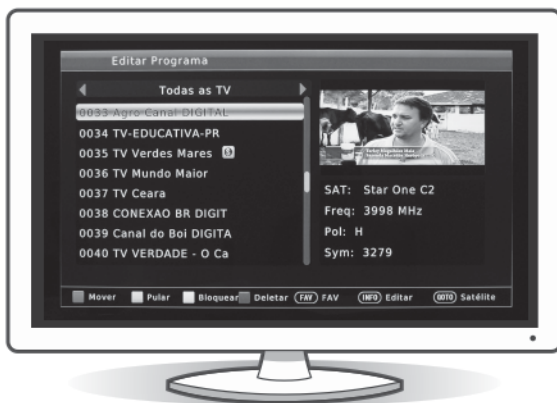 Editar Programa
Todas as TV
0033 Agro Canal DIGITAL
0034 TV-EDUCATIVA-PR
0035 TV Verdes Mares
0036 TV Mundo Maior
0037 TV Ceara
0038 CONEXAO BR DIGIT
0039 Canal do Boi DIGITA
0040 TV VERDADE - O Ca
SAT: Star One C2
Freq: 3998 MHz
Pol: H
Sym: 3279
Mover Pular Bloquear Deletar FAV FAV INFO Editar GOTO Satélite